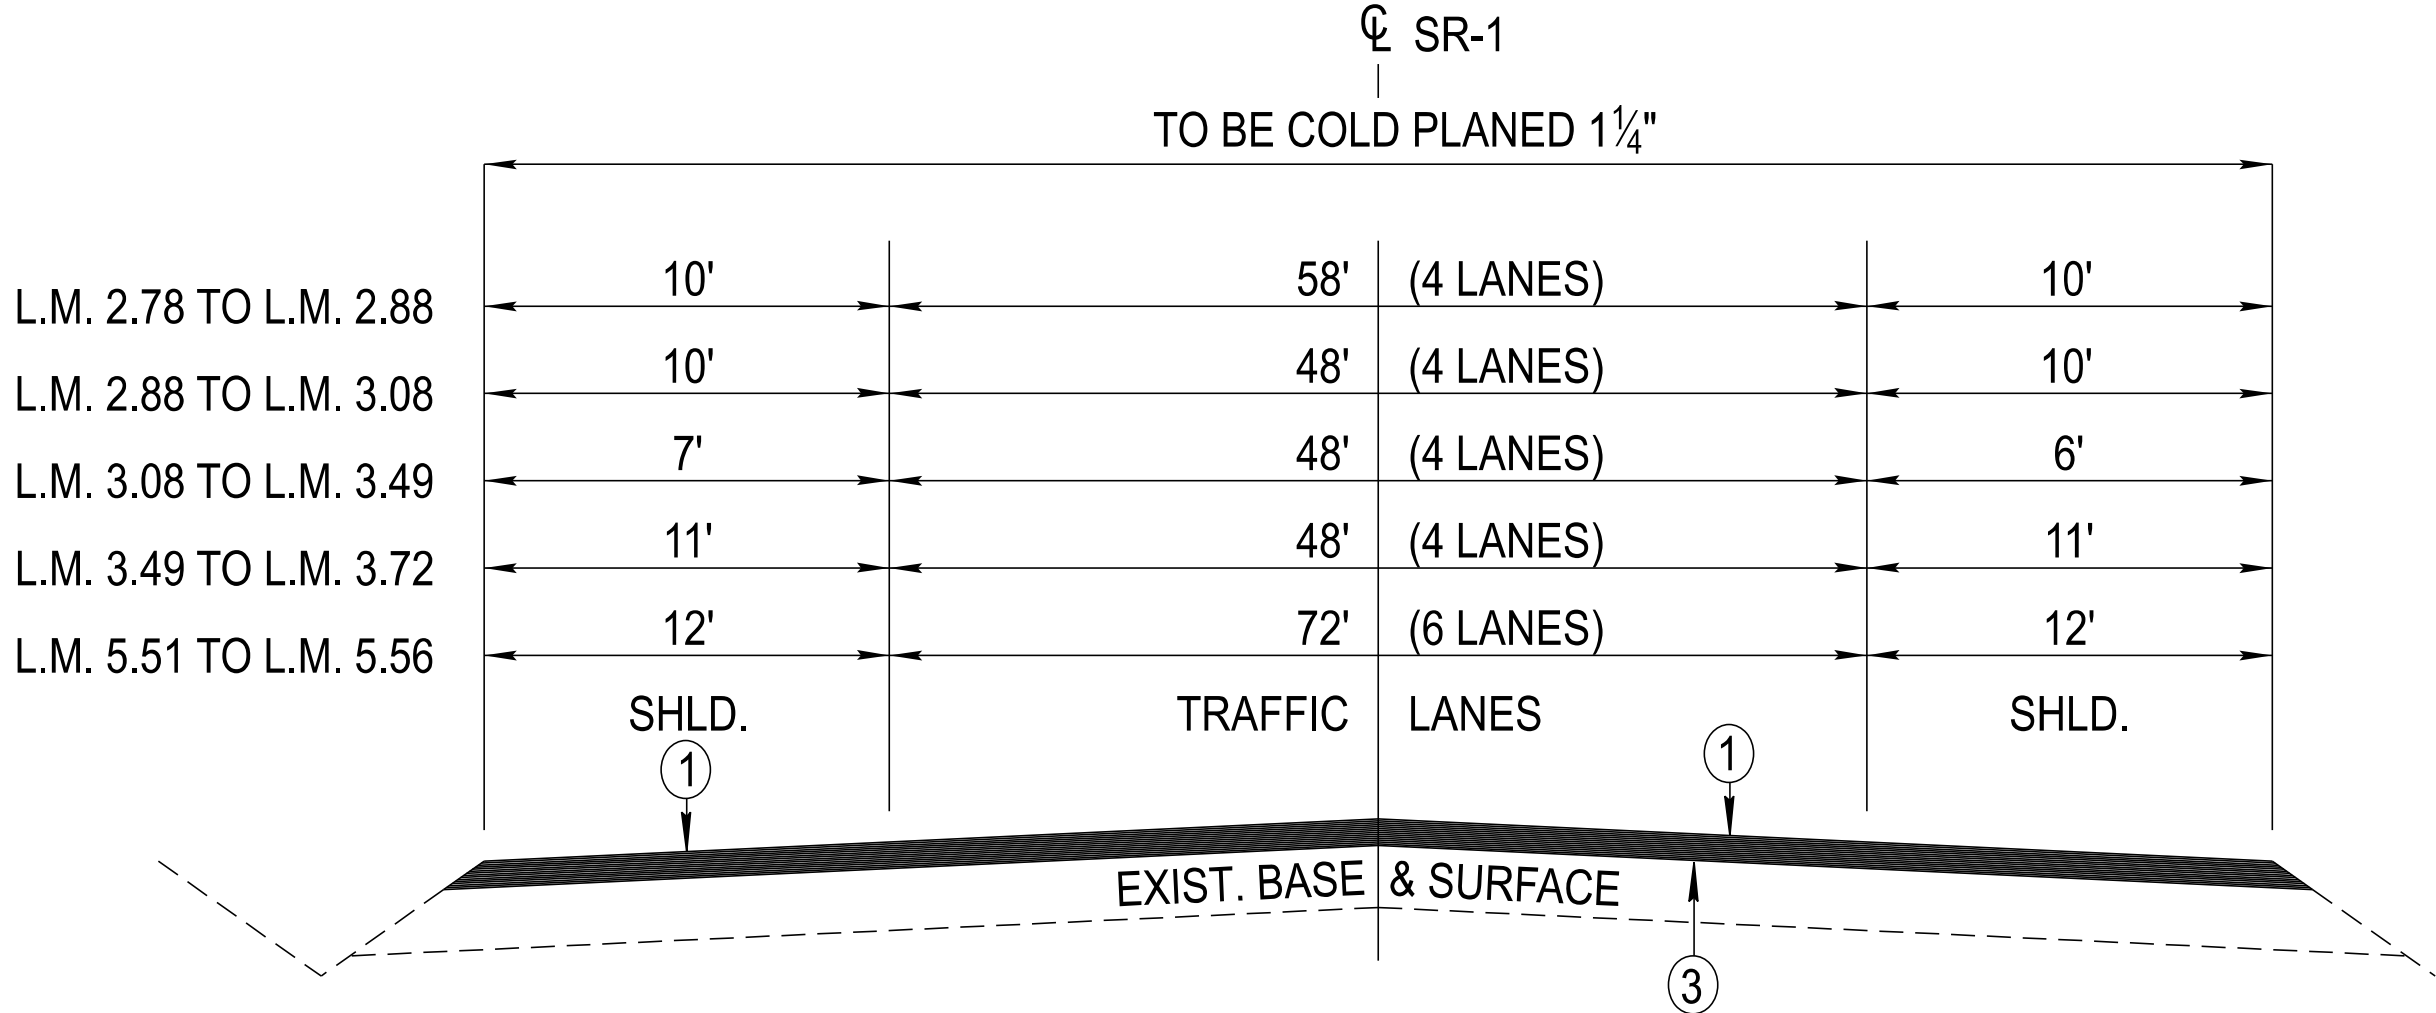 ℄ SR-1
TO BE COLD PLANED 1¼"
10' 58' (4 LANES) 10'
L.M. 2.78 TO L.M. 2.88
10' 48' (4 LANES) 10'
L.M. 2.88 TO L.M. 3.08
7' 48' (4 LANES) 6'
L.M. 3.08 TO L.M. 3.49
11' 48' (4 LANES) 11'
L.M. 3.49 TO L.M. 3.72
12' 72' (6 LANES) 12'
L.M. 5.51 TO L.M. 5.56
SHLD. TRAFFIC LANES SHLD.
1 1
EXIST. BASE & SURFACE
3